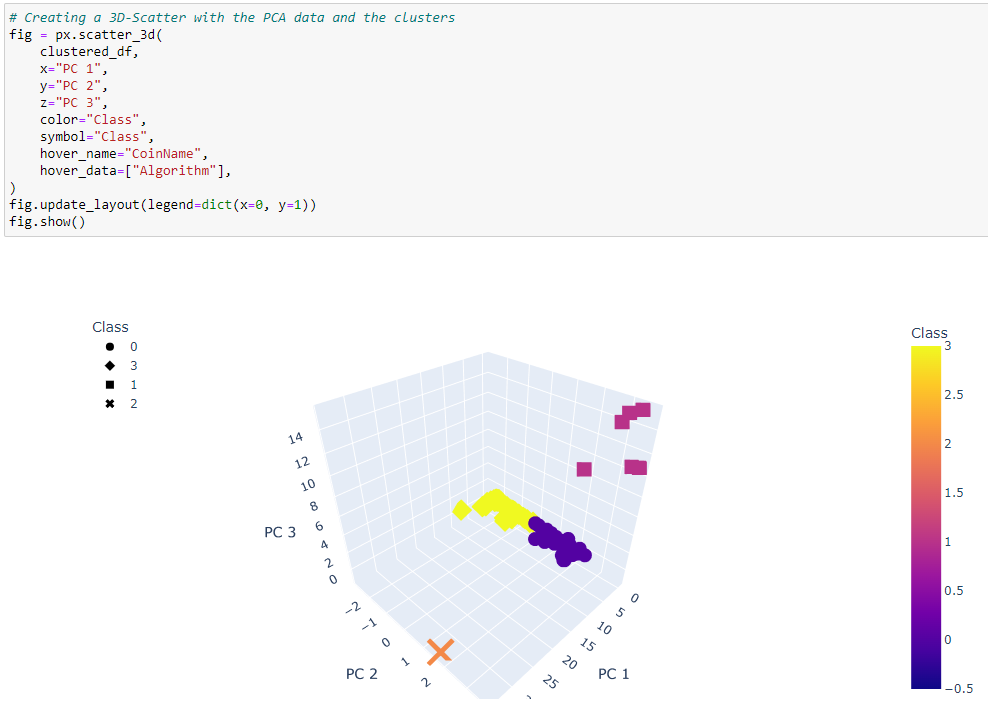 # Creating a 3D-Scatter with the PCA data and the clusters
fig = px.scatter_3d(
    clustered_df,
    x="PC 1",
    y="PC 2",
    z="PC 3",
    color="Class",
    symbol="Class",
    hover_name="CoinName",
    hover_data=["Algorithm"],
)
fig.update_layout(legend=dict(x=0, y=1))
fig.show()
Class
0
3
1
2
Class
3
2.5
2
1.5
1
0.5
0
−0.5
14
12
10
8
6
4
2
0
PC 3
−2
−1
0
1
2
PC 2
0
5
10
15
20
25
PC 1